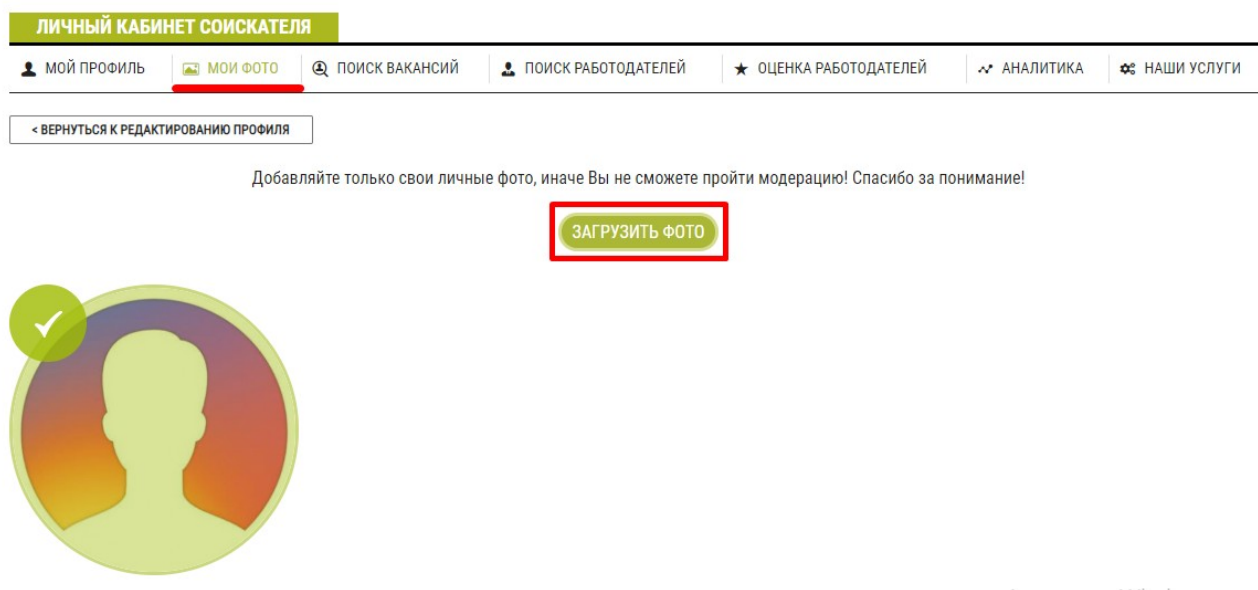 ЛИЧНЫЙ КАБИНЕТ СОИСКАТЕЛЯ
МОЙ ПРОФИЛЬ МОИ ФОТО ПОИСК ВАКАНСИЙ ПОИСК РАБОТОДАТЕЛЕЙ ОЦЕНКА РАБОТОДАТЕЛЕЙ АНАЛИТИКА НАШИ УСЛУГИ
< ВЕРНУТЬСЯ К РЕДАКТИРОВАНИЮ ПРОФИЛЯ
Добавляйте только свои личные фото, иначе Вы не сможете пройти модерацию! Спасибо за понимание!
ЗАГРУЗИТЬ ФОТО